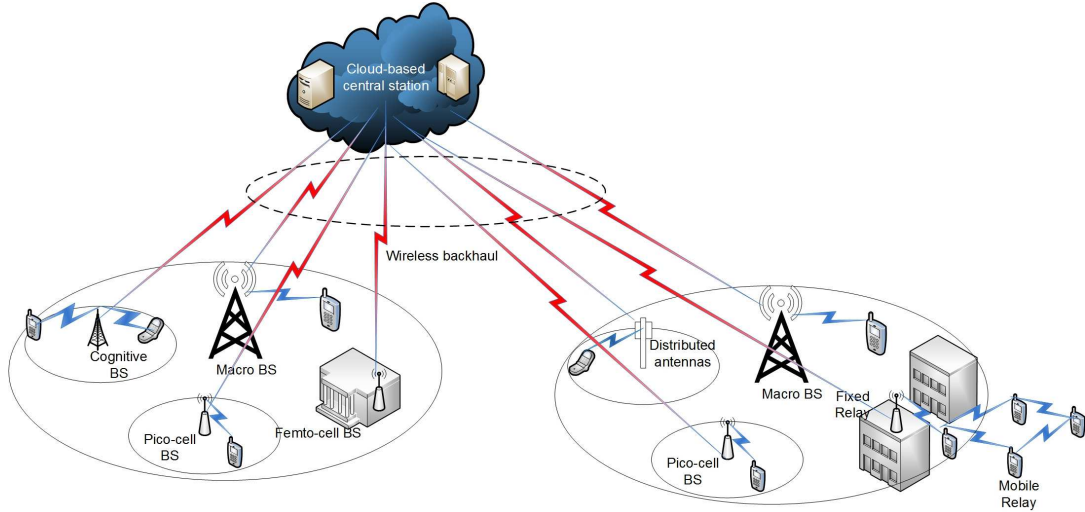 Cloud-based
central station
Wireless backhaul
Cognitive
BS
Macro BS
Pico-cell
BS
Femto-cell BS
Distributed
antennas
Macro BS
Fixed
Relay
Pico-cell
BS
Mobile
Relay